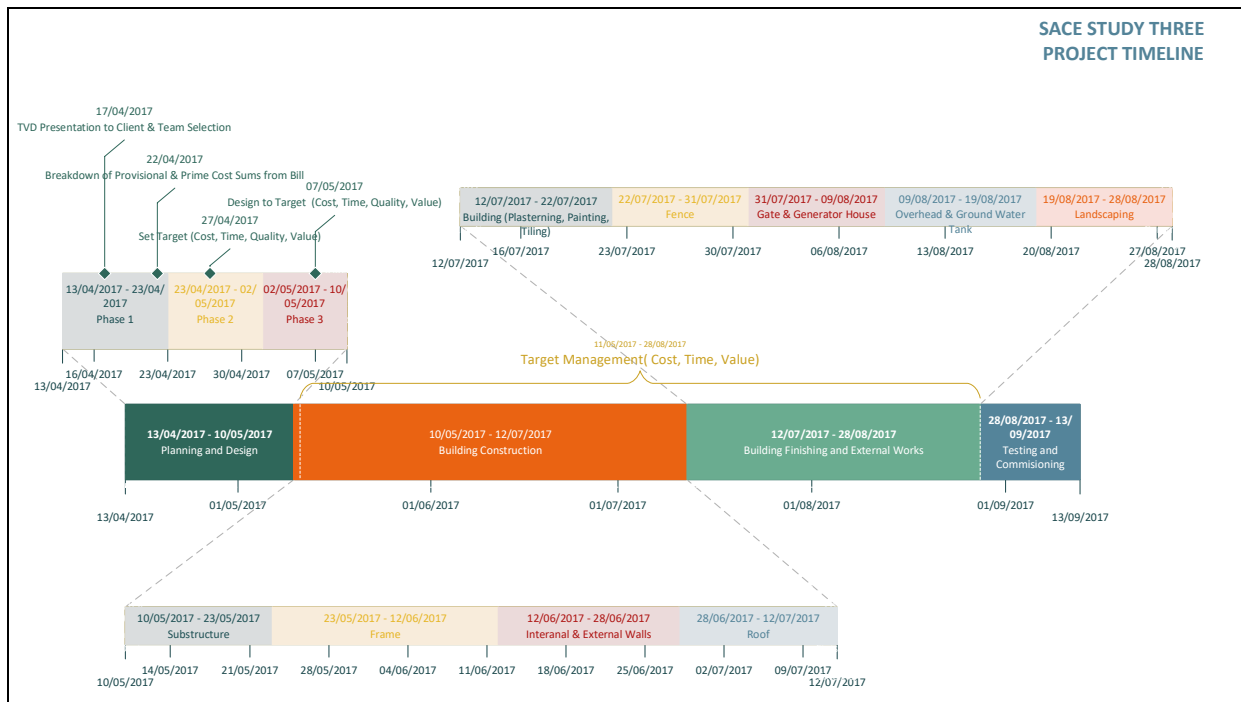 SACE STUDY THREE
PROJECT TIMELINE
17/04/2017
TVD Presentation to Client & Team Selection
22/04/2017
Breakdown of Provisional & Prime Cost Sums from Bill
07/05/2017
Design to Target (Cost, Time, Quality, Value)
27/04/2017
Set Target (Cost, Time, Quality, Value)
13/04/2017 - 23/04/
2017
Phase 1
23/04/2017 - 02/
05/2017
Phase 2
02/05/2017 - 10/
05/2017
Phase 3
16/04/2017
23/04/2017
30/04/2017
07/05/2017
13/04/2017
10/05/2017
12/07/2017 - 22/07/2017
Building (Plasterning, Painting,
Tiling)
22/07/2017 - 31/07/2017
Fence
31/07/2017 - 09/08/2017
Gate & Generator House
09/08/2017 - 19/08/2017
Overhead & Ground Water
Tank
19/08/2017 - 28/08/2017
Landscaping
16/07/2017
23/07/2017
30/07/2017
06/08/2017
13/08/2017
20/08/2017
27/08/2017
12/07/2017
28/08/2017
11/06/2017 - 28/08/2017
Target Management( Cost, Time, Value)
13/04/2017 - 10/05/2017
Planning and Design
10/05/2017 - 12/07/2017
Building Construction
12/07/2017 - 28/08/2017
Building Finishing and External Works
28/08/2017 - 13/
09/2017
Testing and
Commisioning
01/05/2017
01/06/2017
01/07/2017
01/08/2017
01/09/2017
13/04/2017
13/09/2017
10/05/2017 - 23/05/2017
Substructure
23/05/2017 - 12/06/2017
Frame
12/06/2017 - 28/06/2017
Interanal & External Walls
28/06/2017 - 12/07/2017
Roof
14/05/2017
21/05/2017
28/05/2017
04/06/2017
11/06/2017
18/06/2017
25/06/2017
02/07/2017
09/07/2017
10/05/2017
12/07/2017